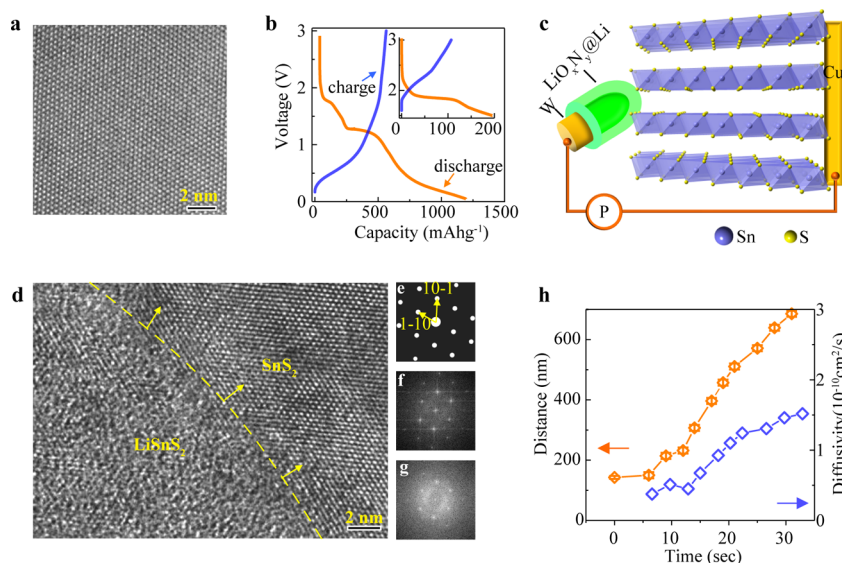 a
2 nm
b
Voltage (V)
3
2
1
0
0
500
1000
1500
Capacity (mAhg⁻¹)
charge
discharge
2
0
100
200
c
W
LiOₓNᵧ@Li
Cu
P
Sn
S
d
SnS₂
LiSnS₂
2 nm
e
10-1
1-10
f
g
h
Distance (nm)
600
400
200
0
0
10
20
30
Time (sec)
3
2
1
0
Diffusivity/(10⁻¹⁰cm²/s)